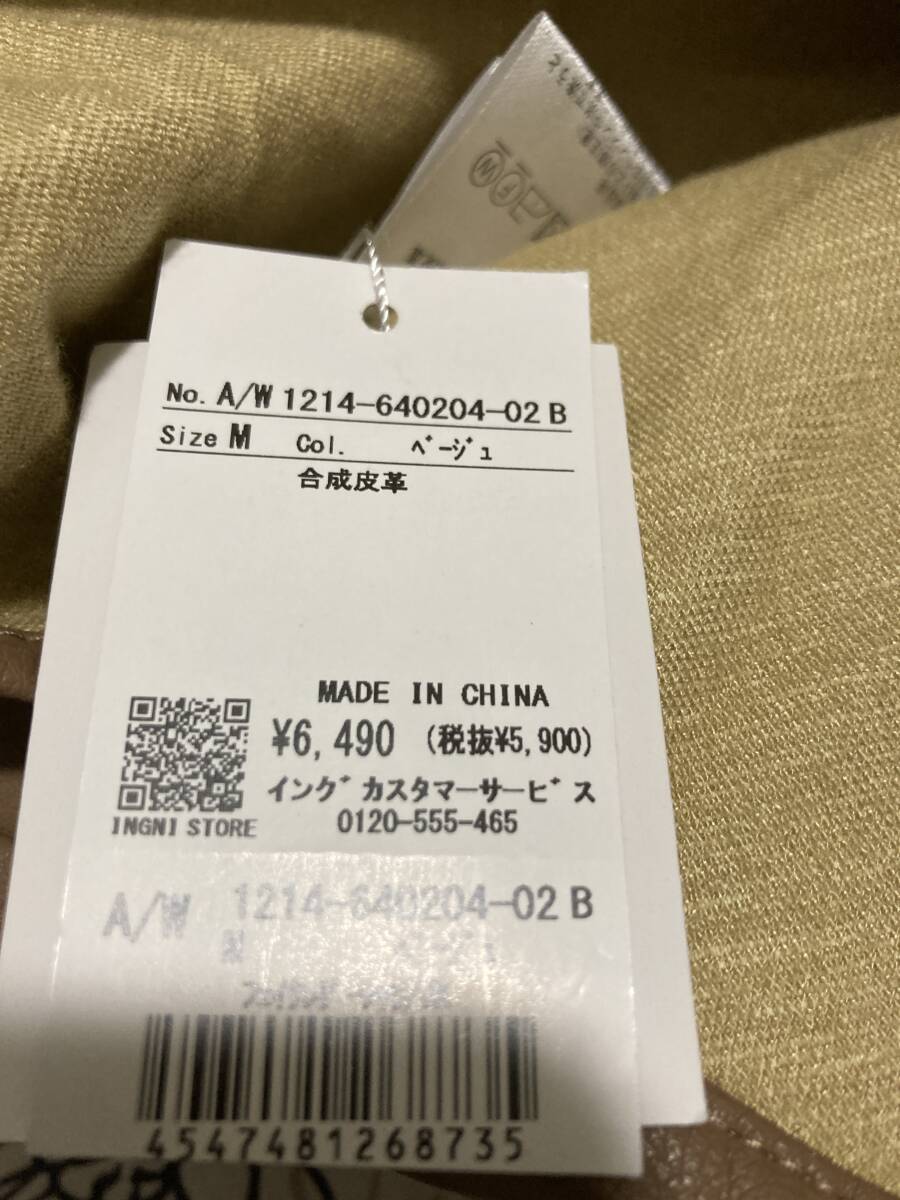 No. A/W 1214-640204-02 B
Size M Col. ﾍﾞｰｼﾞｭ
合成皮革
MADE IN CHINA
¥6,490 (税抜¥5,900)
イングﾞカスタマーサービﾞス
0120-555-465
INGNI STORE
A/W 1214-640204-02 B
4547481268735